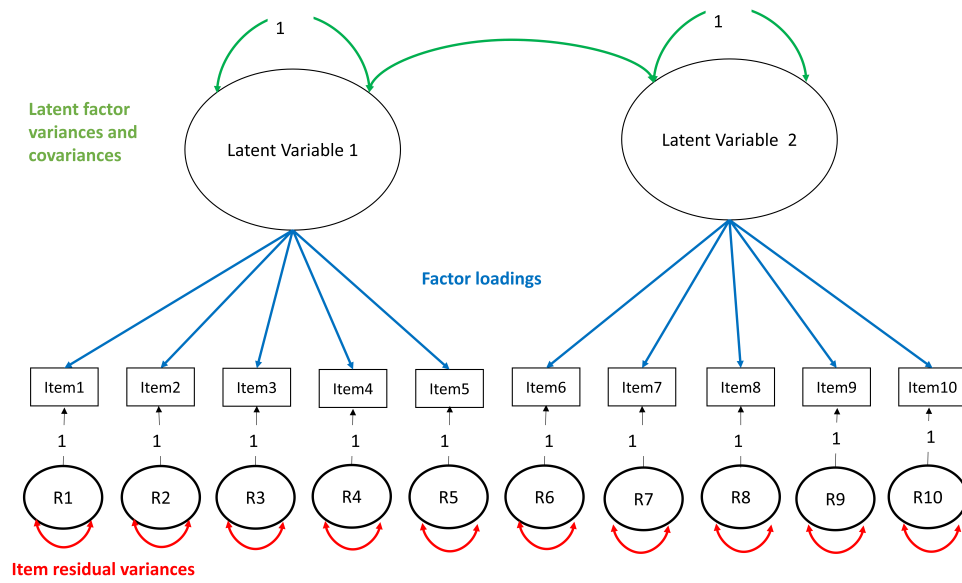 1
1
Latent factor
variances and
covariances
Latent Variable 1
Latent Variable 2
Factor loadings
Item1
Item2
Item3
Item4
Item5
Item6
Item7
Item8
Item9
Item10
1
1
1
1
1
1
1
1
1
1
R1
R2
R3
R4
R5
R6
R7
R8
R9
R10
Item residual variances